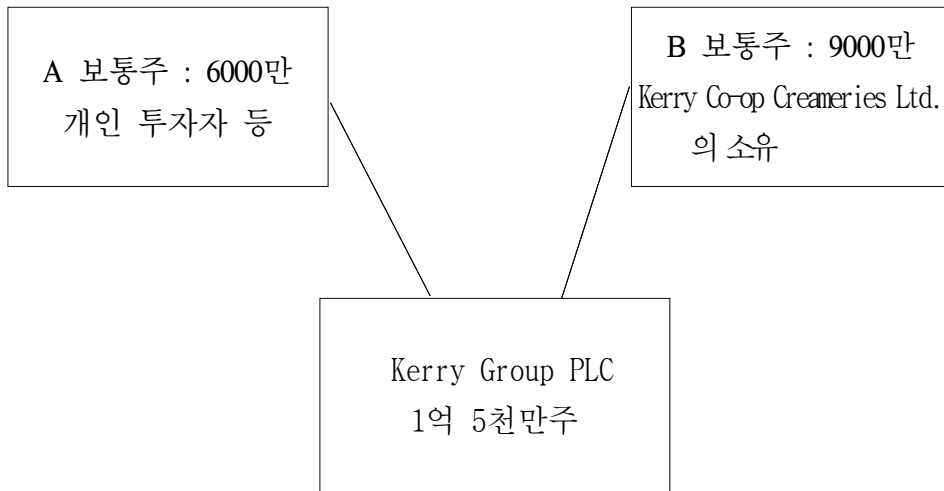 A 보통주 : 6000만
개인 투자자 등
B 보통주 : 9000만
Kerry Co-op Creameries Ltd.
의 소유
Kerry Group PLC
1억 5천만주